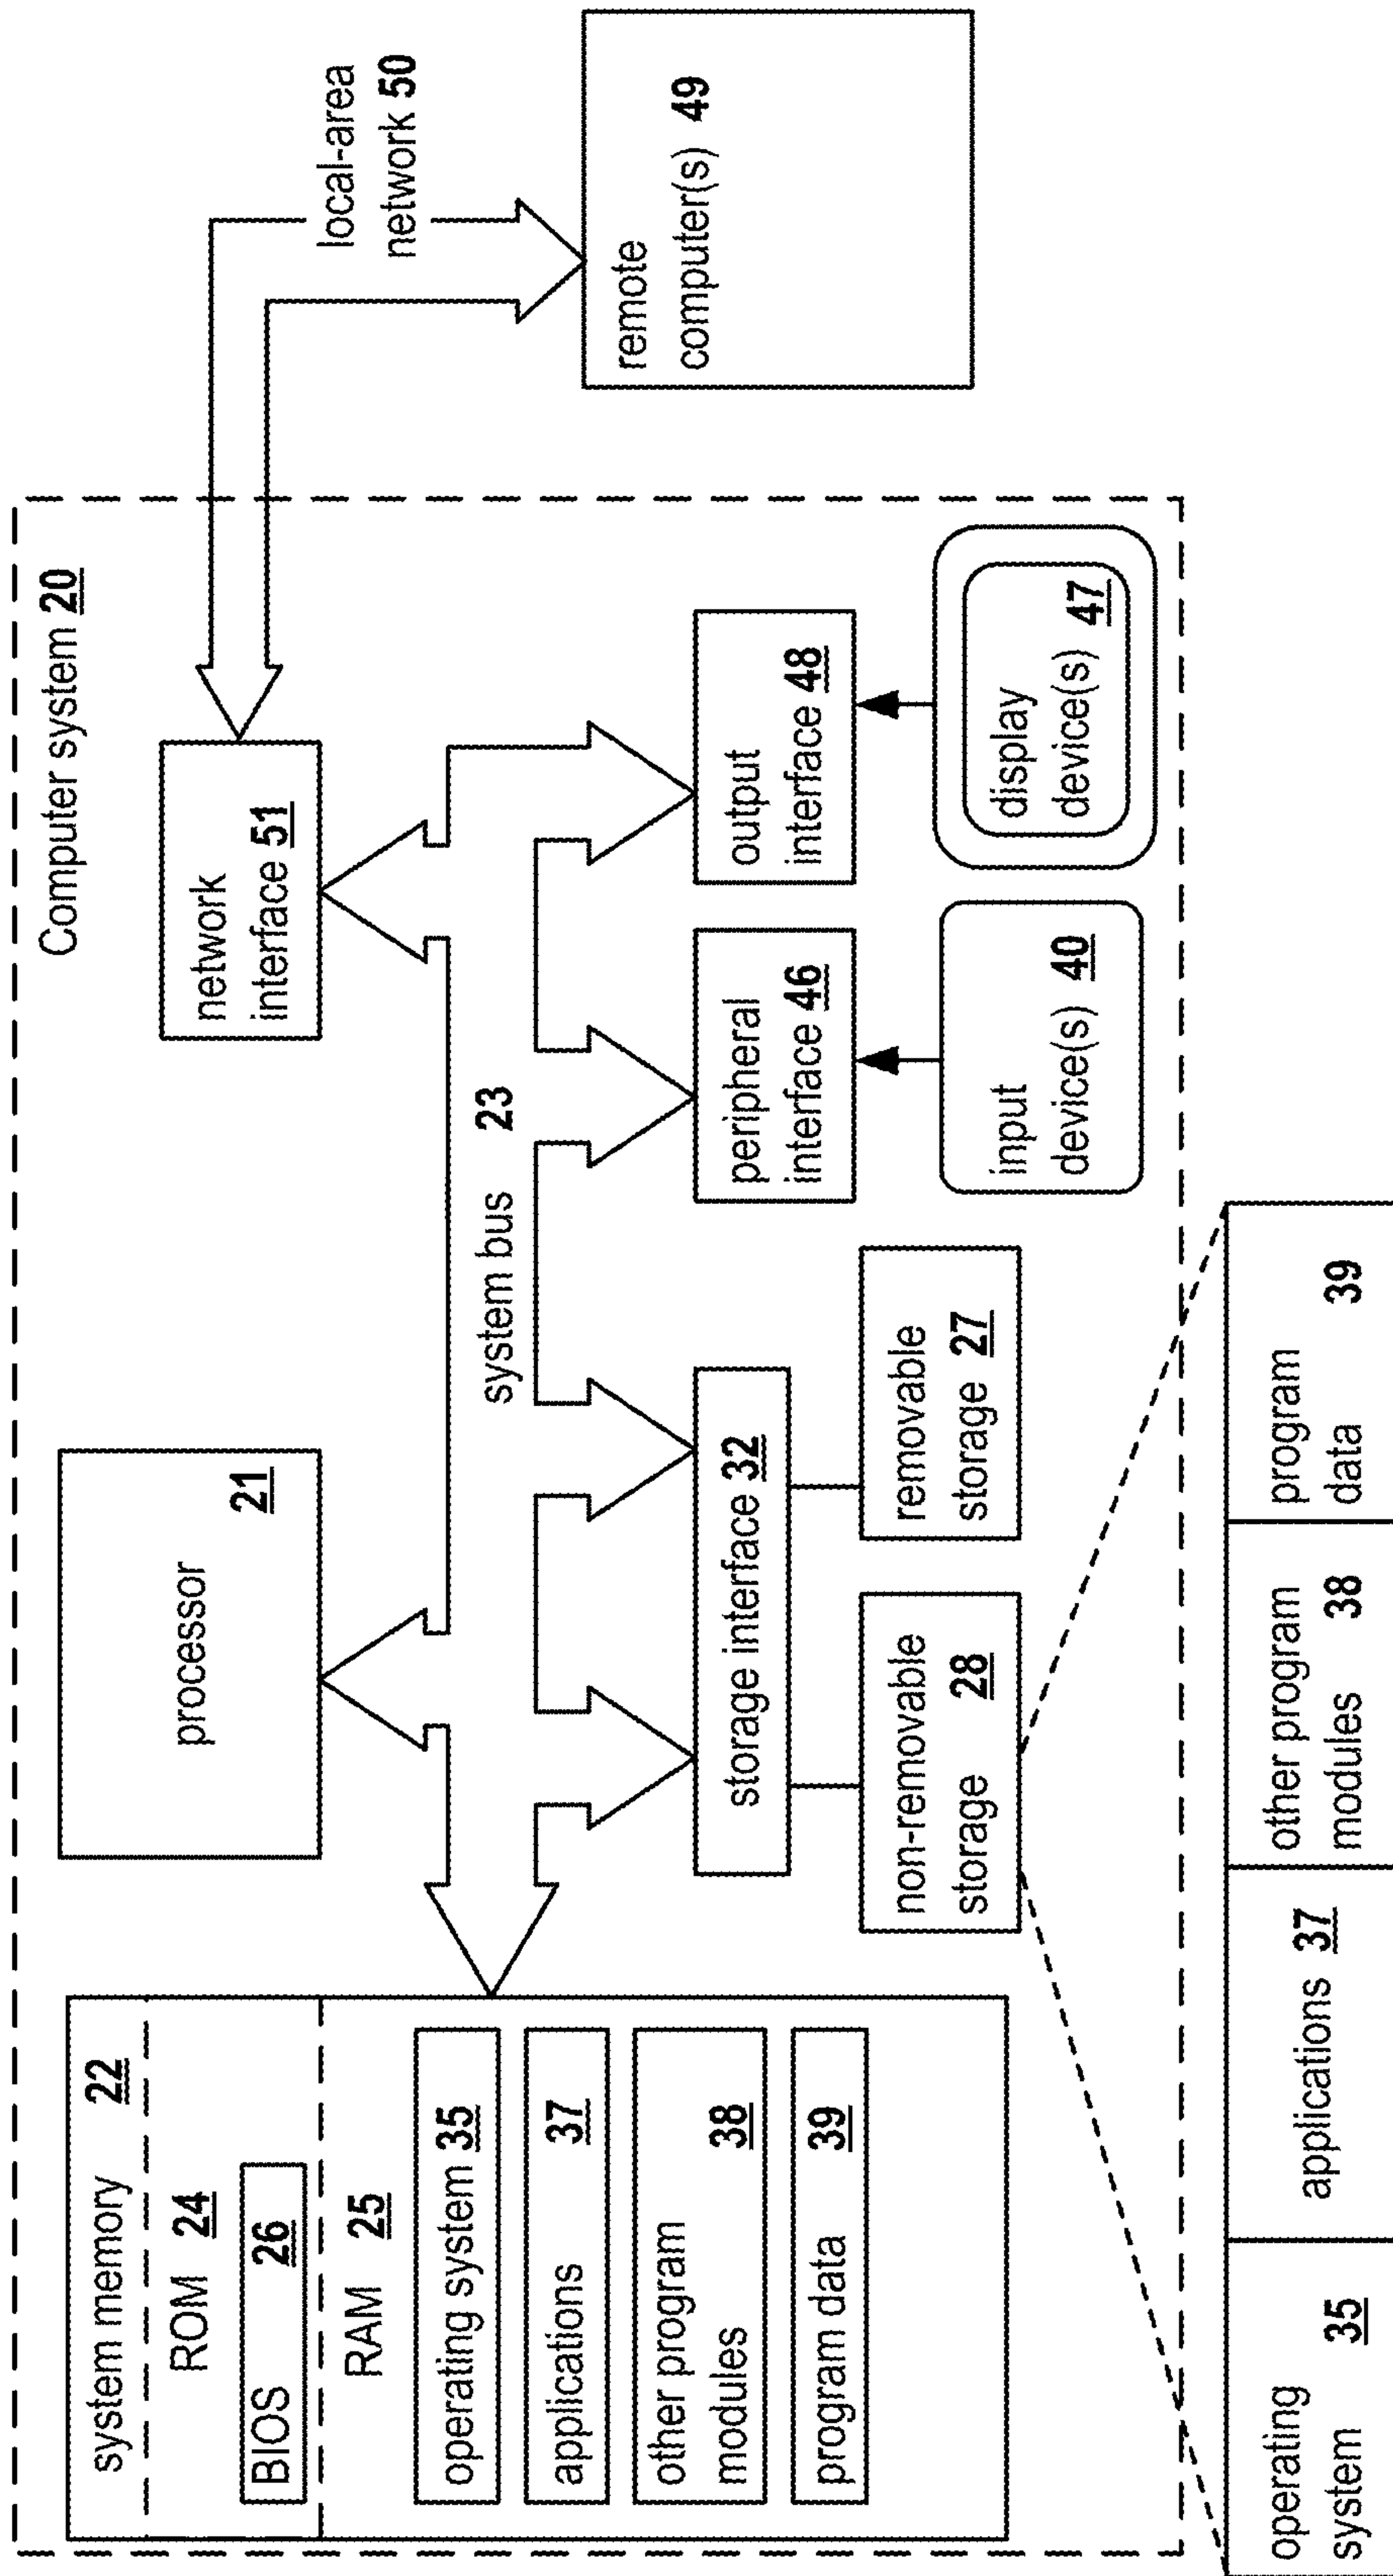 Computer system 20
system memory 22
ROM 24
BIOS 26
RAM 25
operating system 35
applications 37
other program
modules 38
program data 39
processor
21
network
interface 51
local-area
network 50
system bus 23
storage interface 32
non-removable
storage 28
removable
storage 27
peripheral
interface 46
output
interface 48
input
device(s) 40
display
device(s) 47
remote
computer(s) 49
operating
system 35
applications 37
other program
modules 38
program
data 39